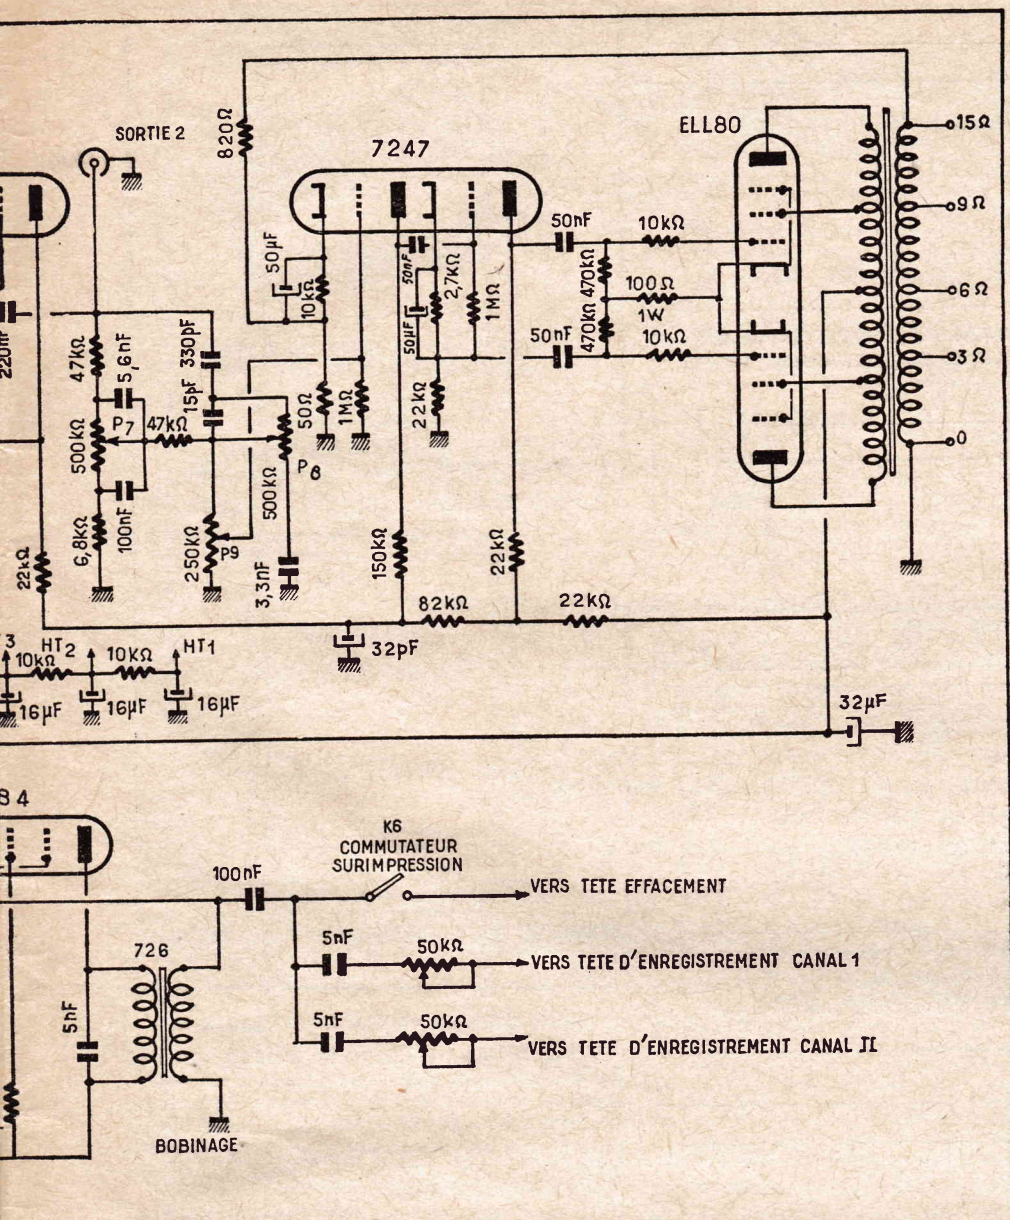 SORTIE 2
820Ω
7247
ELL80
15Ω
9Ω
6Ω
3Ω
0
50nF
10kΩ
470kΩ
100Ω
1W
470kΩ
50nF
10kΩ
50µF
10kΩ
50nF
2,7kΩ
1MΩ
50µF
220nF
47kΩ
5,6nF
330pF
15pF
P7
47kΩ
500kΩ
50Ω
1MΩ
22kΩ
P8
500kΩ
100nF
6,8kΩ
22kΩ
250kΩ
P9
3,3nF
150kΩ
22kΩ
82kΩ
22kΩ
32pF
3
HT2
HT1
10kΩ
10kΩ
16µF
16µF
16µF
32µF
84
K6
COMMUTATEUR
SURIMPRESSION
100nF
VERS TETE EFFACEMENT
726
5nF
50kΩ
VERS TETE D'ENREGISTREMENT CANAL 1
5nF
5nF
50kΩ
VERS TETE D'ENREGISTREMENT CANAL II
BOBINAGE